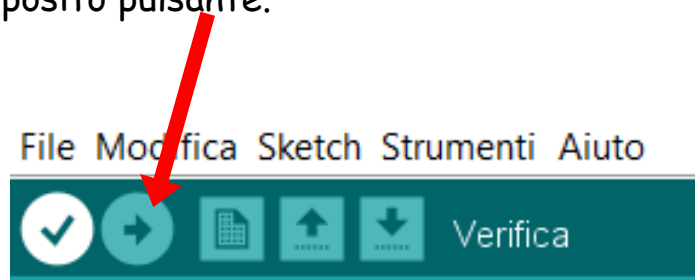 posito pulsante.
File Modifica Sketch Strumenti Aiuto
Verifica